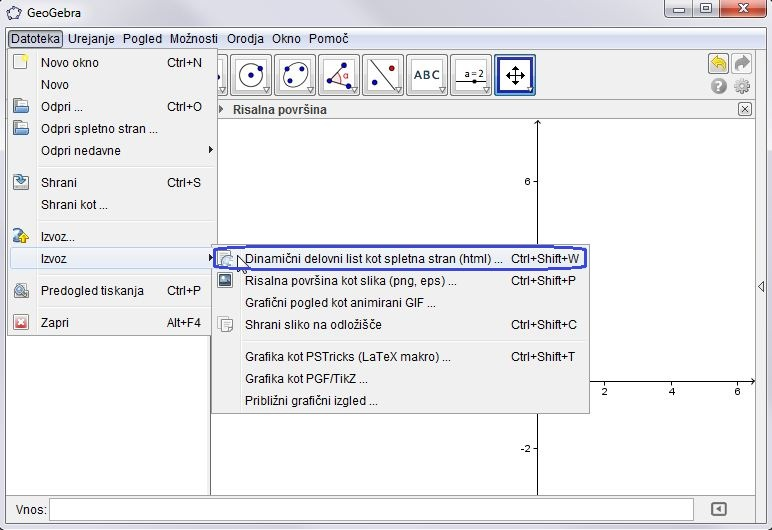 GeoGebra
Datoteka Urejanje Pogled Možnosti Orodja Okno Pomoč
Novo okno Ctrl+N
Novo
Odpri ... Ctrl+O
Odpri spletno stran ...
Odpri nedavne
Shrani Ctrl+S
Shrani kot ...
Izvoz...
Izvoz
Predogled tiskanja Ctrl+P
Zapri Alt+F4
α
ABC
a = 2
Risalna površina
Dinamični delovni list kot spletna stran (html) ... Ctrl+Shift+W
Risalna površina kot slika (png, eps) ... Ctrl+Shift+P
Grafični pogled kot animirani GIF ...
Shrani sliko na odložišče Ctrl+Shift+C
Grafika kot PSTricks (LaTeX makro) ... Ctrl+Shift+T
Grafika kot PGF/TikZ ...
Približni grafični izgled ...
6
2 4 6
-2
Vnos: